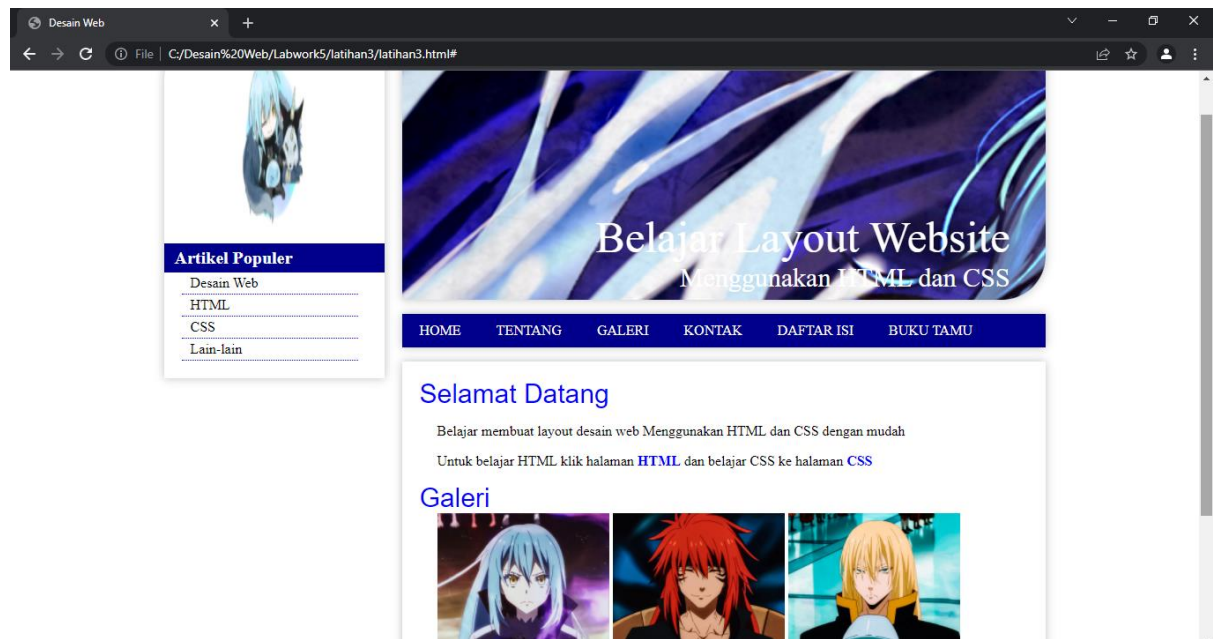 Desain Web
File
C:/Desain%20Web/Labwork5/latihan3/latihan3.html#
Artikel Populer
Desain Web
HTML
CSS
Lain-lain
Belajar Layout Website
Menggunakan HTML dan CSS
HOME TENTANG GALERI KONTAK DAFTAR ISI BUKU TAMU
Selamat Datang
Belajar membuat layout desain web Menggunakan HTML dan CSS dengan mudah
Untuk belajar HTML klik halaman HTML dan belajar CSS ke halaman CSS
Galeri